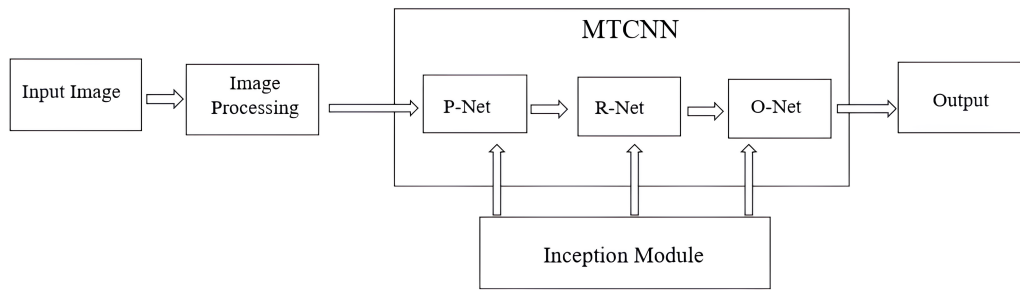 MTCNN
Input Image
Image
Processing
P-Net
R-Net
O-Net
Output
Inception Module